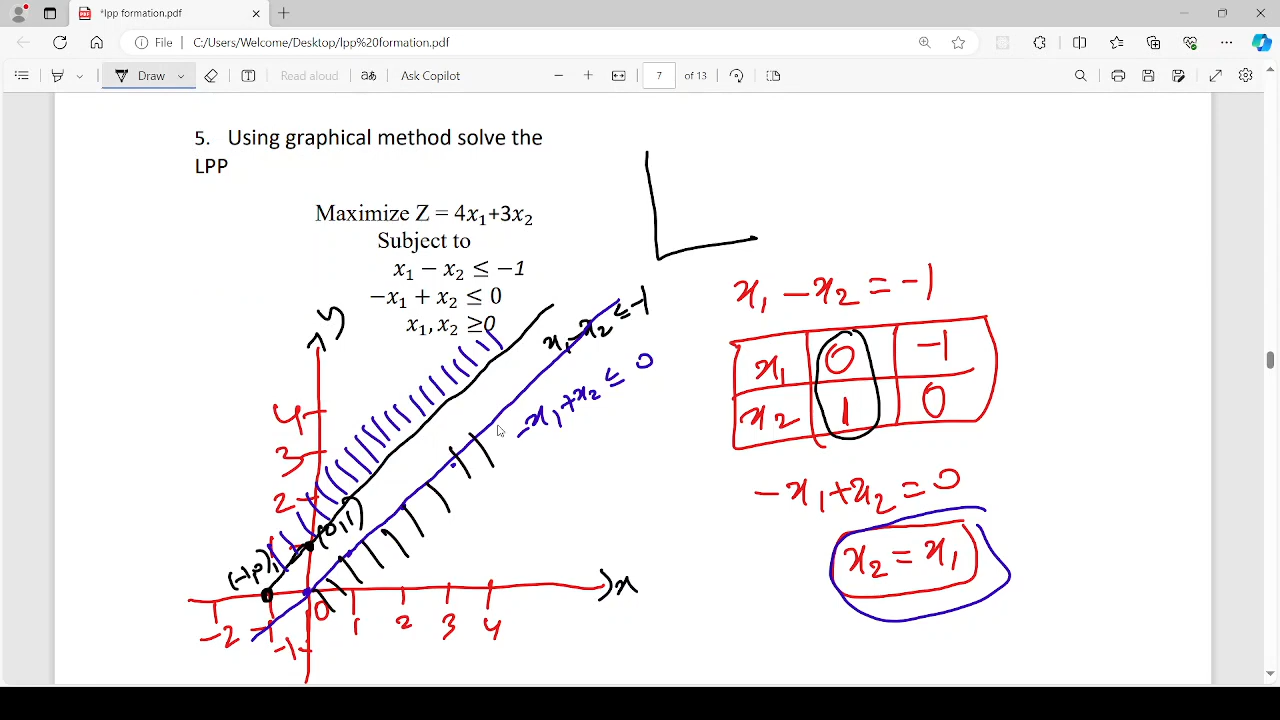 *lpp formation.pdf
File C:/Users/Welcome/Desktop/lpp%20formation.pdf
Draw Read aloud Ask Copilot 7 of 13
5. Using graphical method solve the
LPP
Maximize Z = 4x₁+3x₂
Subject to
x₁ − x₂ ≤ −1
−x₁ + x₂ ≤ 0
x₁, x₂ ≥0
x₁ − x₂ = −1
x₁ 0 −1
x₂ 1 0
−x₁+x₂ = 0
x₂ = x₁
y
x₁−x₂ ≤ −1
−x₁+x₂ ≤ 0
4
3
2
(0,1)
(−1,0)
x
−2 −1 0 1 2 3 4
−1